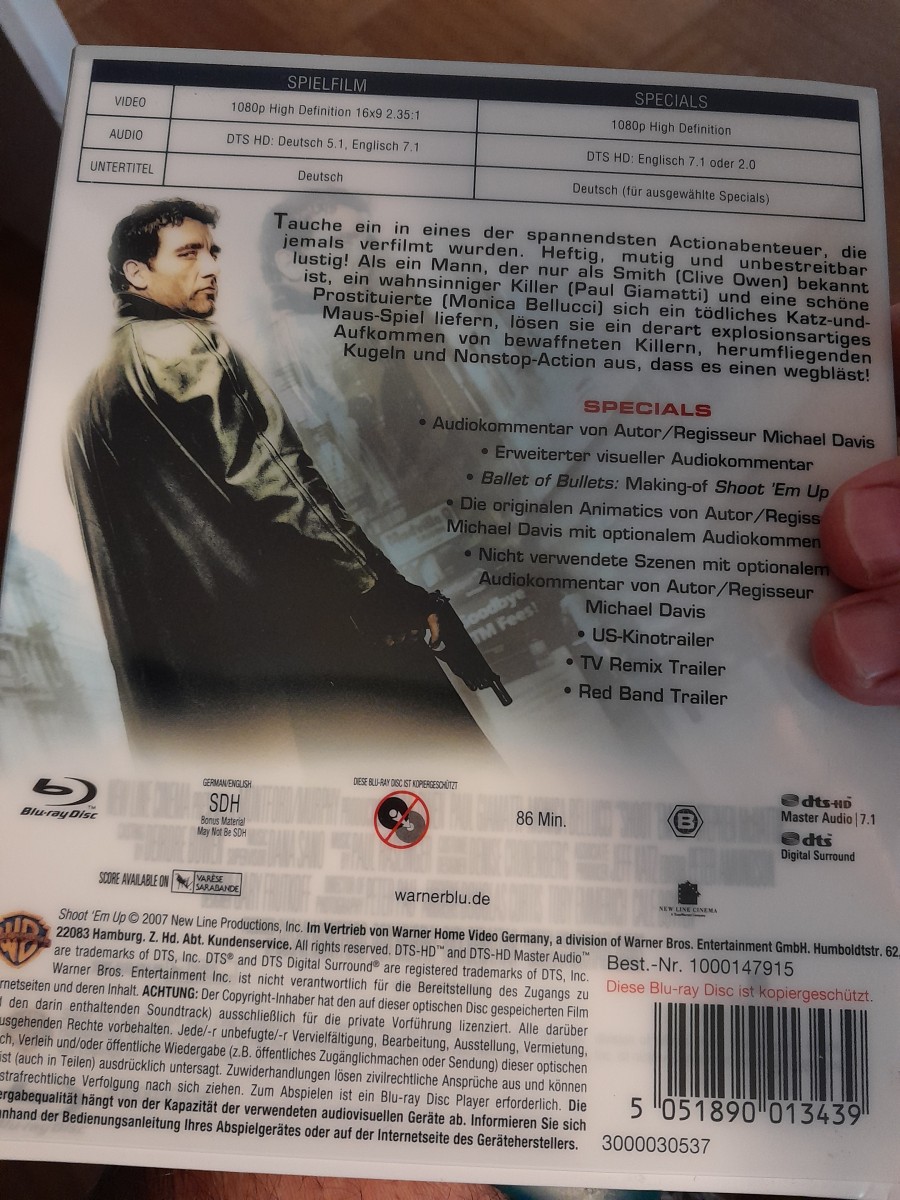 SPIELFILM
SPECIALS
VIDEO
1080p High Definition 16x9 2.35:1
1080p High Definition
AUDIO
DTS HD: Deutsch 5.1, Englisch 7.1
DTS HD: Englisch 7.1 oder 2.0
UNTERTITEL
Deutsch
Deutsch (für ausgewählte Specials)
Tauche ein in eines der spannendsten Actionabenteuer, die
jemals verfilmt wurden. Heftig, mutig und unbestreitbar
lustig! Als ein Mann, der nur als Smith (Clive Owen) bekannt
ist, ein wahnsinniger Killer (Paul Giamatti) und eine schöne
Prostituierte (Monica Bellucci) sich ein tödliches Katz-und-
Maus-Spiel liefern, lösen sie ein derart explosionsartiges
Aufkommen von bewaffneten Killern, herumfliegenden
Kugeln und Nonstop-Action aus, dass es einen wegbläst!
SPECIALS
• Audiokommentar von Autor/Regisseur Michael Davis
• Erweiterter visueller Audiokommentar
• Ballet of Bullets: Making-of Shoot 'Em Up
• Die originalen Animatics von Autor/Regiss
Michael Davis mit optionalem Audiokommen
• Nicht verwendete Szenen mit optionalem
Audiokommentar von Autor/Regisseur
Michael Davis
• US-Kinotrailer
• TV Remix Trailer
• Red Band Trailer
Goodbye
TM Fees!
Blu-ray Disc™
GERMAN/ENGLISH
SDH
Bonus Material
May Not Be SDH
DIESE BLU-RAY DISC IST KOPIERGESCHÜTZT
86 Min.
B
dts-HD
Master Audio | 7.1
dts
Digital Surround
SCORE AVAILABLE ON
VARÈSE
SARABANDE
warnerblu.de
NEW LINE CINEMA
WB
Shoot 'Em Up © 2007 New Line Productions, Inc. Im Vertrieb von Warner Home Video Germany, a division of Warner Bros. Entertainment GmbH. Humboldtstr. 62,
22083 Hamburg. Z. Hd. Abt. Kundenservice. All rights reserved. DTS-HD™ and DTS-HD Master Audio™
are trademarks of DTS, Inc. DTS® and DTS Digital Surround® are registered trademarks of DTS, Inc.
Warner Bros. Entertainment Inc. ist nicht verantwortlich für die Bereitstellung des Zugangs zu
rnetseiten und deren Inhalt. ACHTUNG: Der Copyright-Inhaber hat den auf dieser optischen Disc gespeicherten Film
d den darin enthaltenden Soundtrack) ausschließlich für die private Vorführung lizenziert. Alle darüber
usgehenden Rechte vorbehalten. Jede/-r unbefugte/-r Vervielfältigung, Bearbeitung, Ausstellung, Vermietung,
ch, Verleih und/oder öffentliche Wiedergabe (z.B. öffentliches Zugänglichmachen oder Sendung) dieser optischen
ist (auch in Teilen) ausdrücklich untersagt. Zuwiderhandlungen lösen zivilrechtliche Ansprüche aus und können
strafrechtliche Verfolgung nach sich ziehen. Zum Abspielen ist ein Blu-ray Disc Player erforderlich. Die
ergabequalität hängt von der Kapazität der verwendeten audiovisuellen Geräte ab. Informieren Sie sich
anhand der Bedienungsanleitung Ihres Abspielgerätes oder auf der Internetseite des Geräteherstellers.
Best.-Nr. 1000147915
Diese Blu-ray Disc ist kopiergeschützt.
5 051890 013439
3000030537